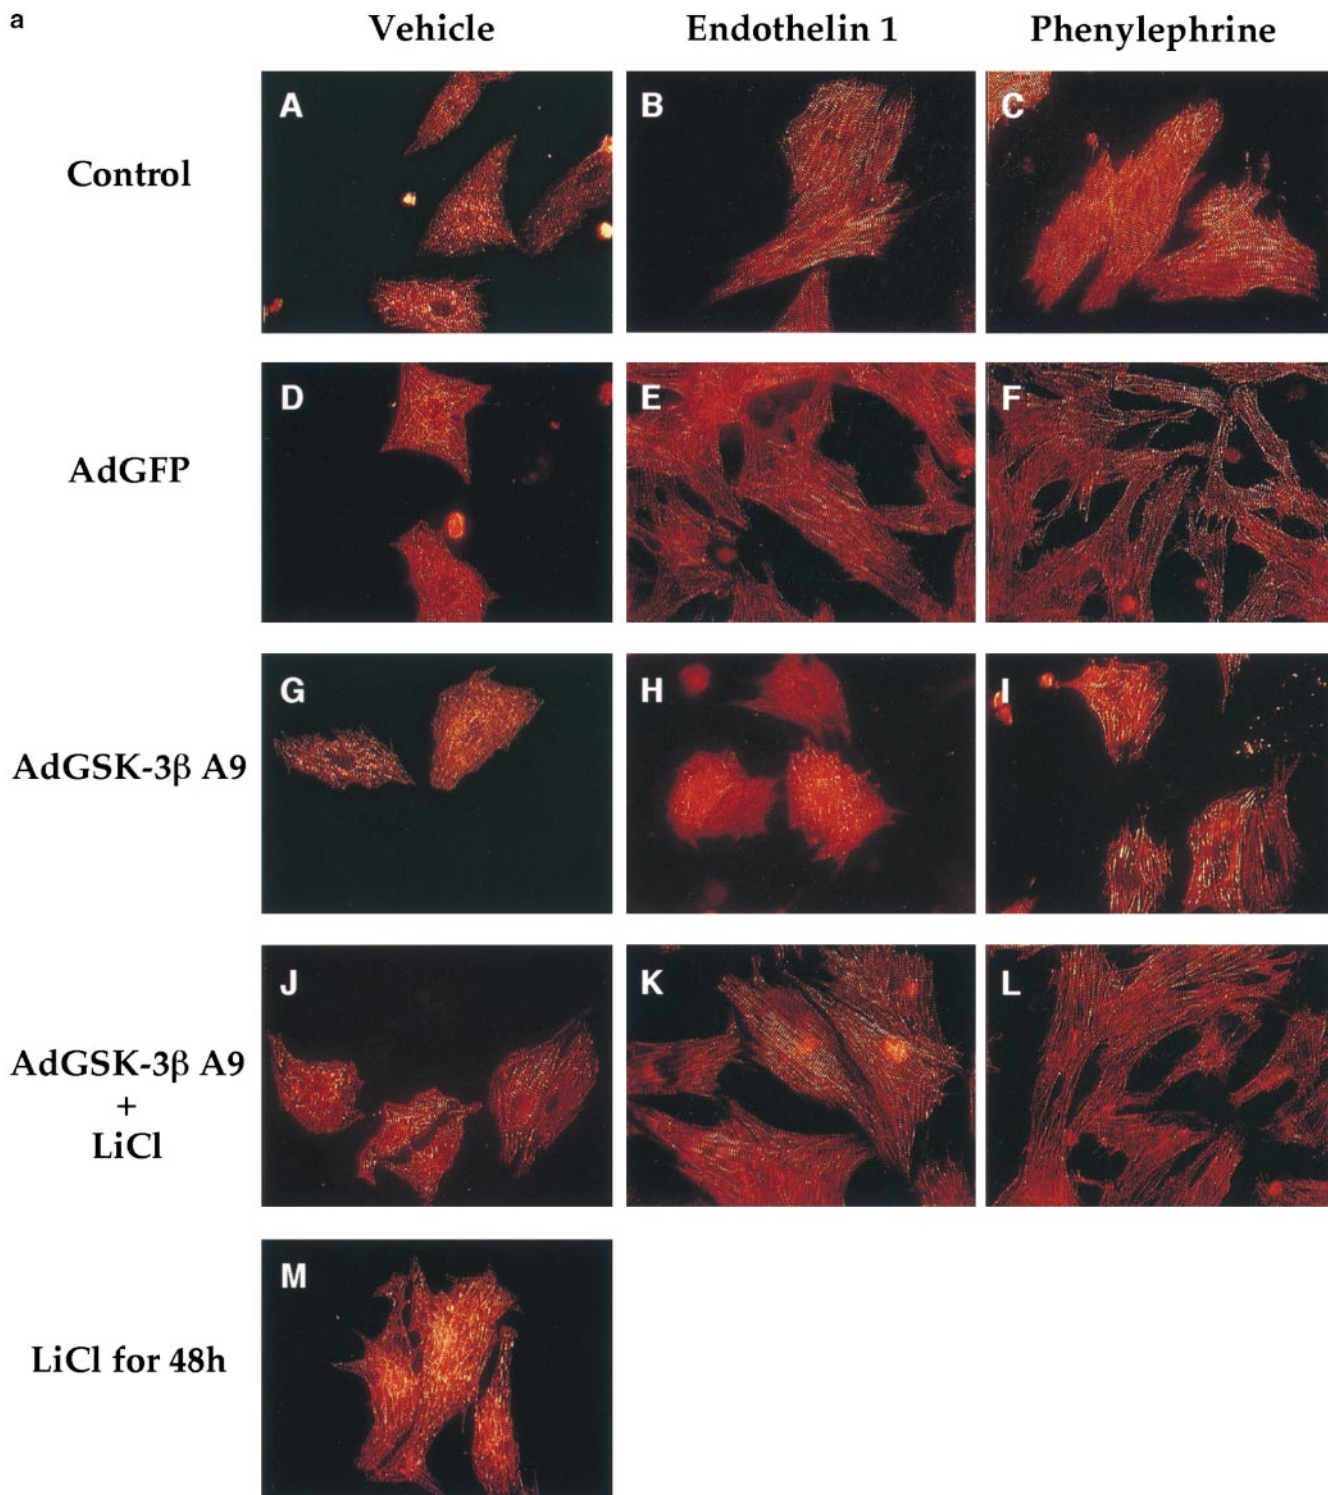 a
Vehicle
Endothelin 1
Phenylephrine
Control
A
B
C
AdGFP
D
E
F
AdGSK-3β A9
G
H
I
AdGSK-3β A9
+
LiCl
J
K
L
LiCl for 48h
M